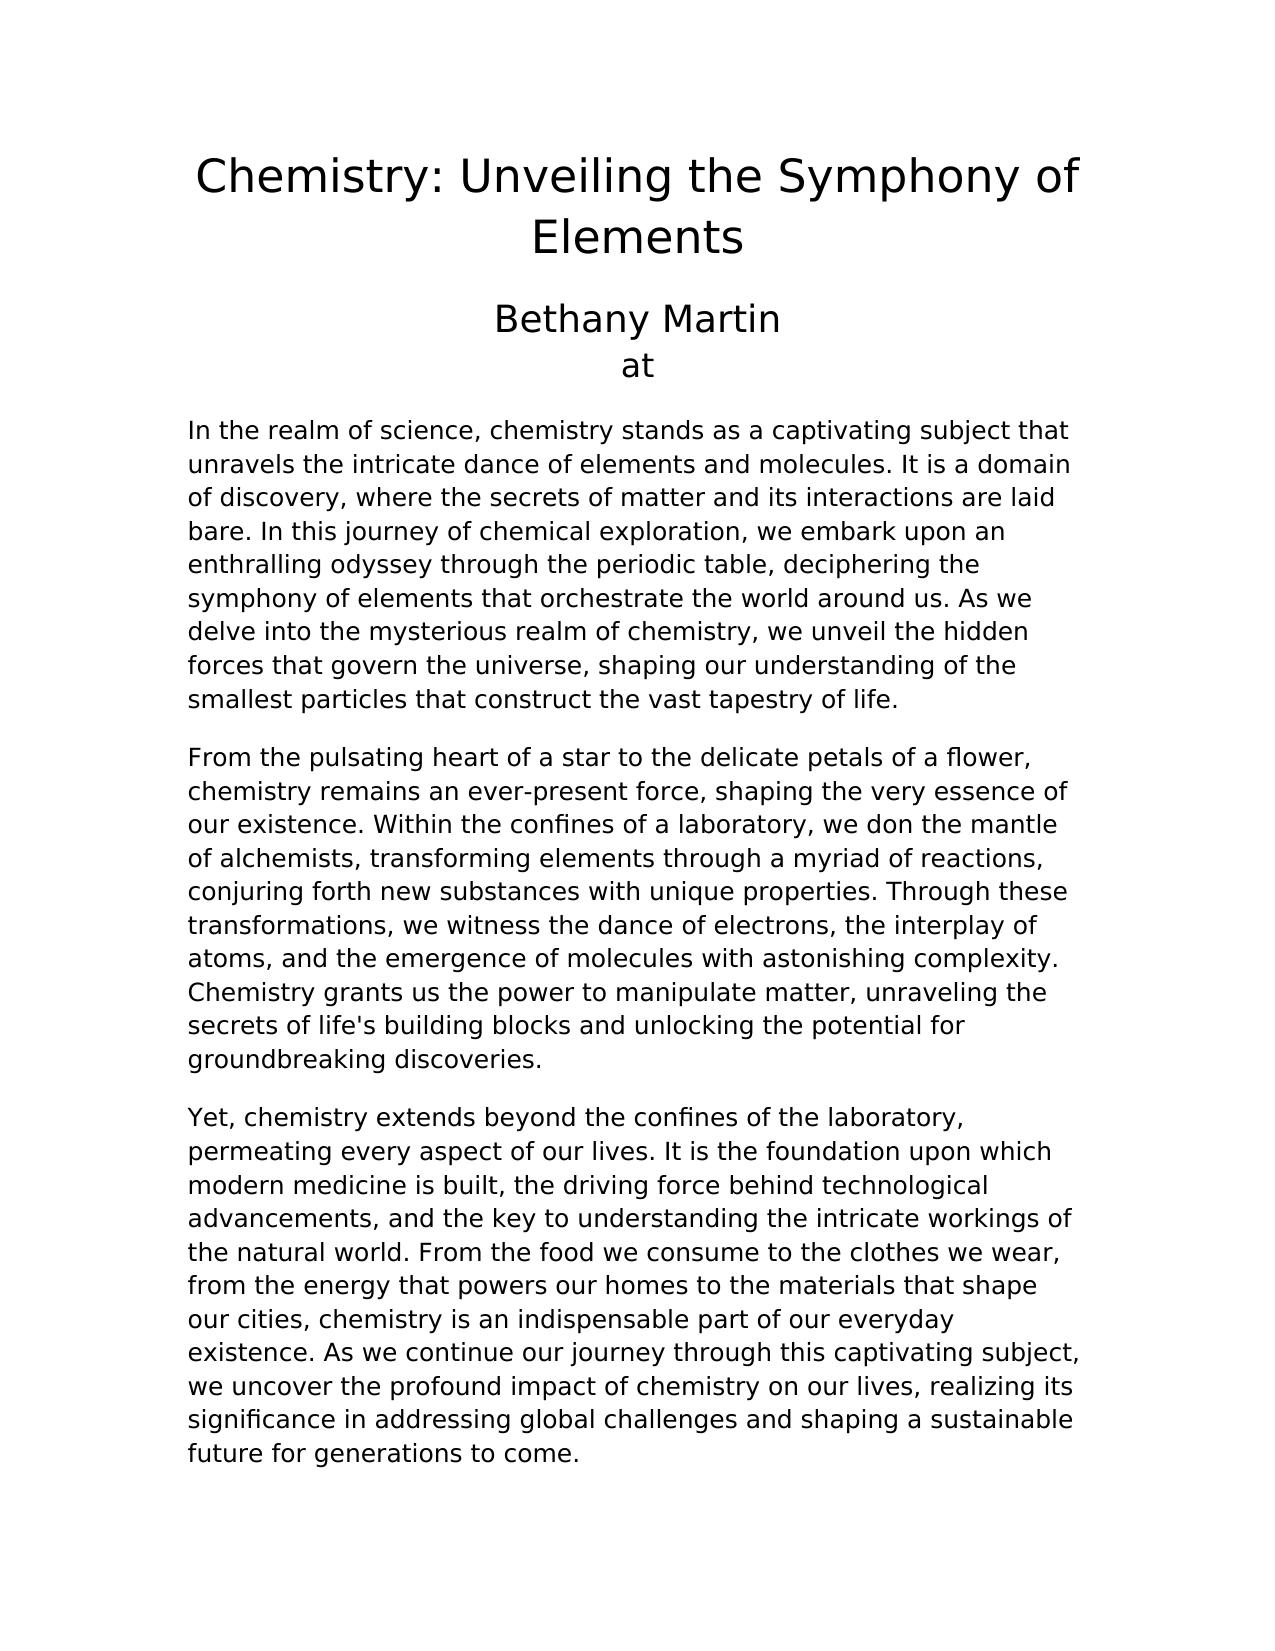 Chemistry: Unveiling the Symphony of
Elements
Bethany Martin
at
In the realm of science, chemistry stands as a captivating subject that
unravels the intricate dance of elements and molecules. It is a domain
of discovery, where the secrets of matter and its interactions are laid
bare. In this journey of chemical exploration, we embark upon an
enthralling odyssey through the periodic table, deciphering the
symphony of elements that orchestrate the world around us. As we
delve into the mysterious realm of chemistry, we unveil the hidden
forces that govern the universe, shaping our understanding of the
smallest particles that construct the vast tapestry of life.
From the pulsating heart of a star to the delicate petals of a flower,
chemistry remains an ever-present force, shaping the very essence of
our existence. Within the confines of a laboratory, we don the mantle
of alchemists, transforming elements through a myriad of reactions,
conjuring forth new substances with unique properties. Through these
transformations, we witness the dance of electrons, the interplay of
atoms, and the emergence of molecules with astonishing complexity.
Chemistry grants us the power to manipulate matter, unraveling the
secrets of life's building blocks and unlocking the potential for
groundbreaking discoveries.
Yet, chemistry extends beyond the confines of the laboratory,
permeating every aspect of our lives. It is the foundation upon which
modern medicine is built, the driving force behind technological
advancements, and the key to understanding the intricate workings of
the natural world. From the food we consume to the clothes we wear,
from the energy that powers our homes to the materials that shape
our cities, chemistry is an indispensable part of our everyday
existence. As we continue our journey through this captivating subject,
we uncover the profound impact of chemistry on our lives, realizing its
significance in addressing global challenges and shaping a sustainable
future for generations to come.